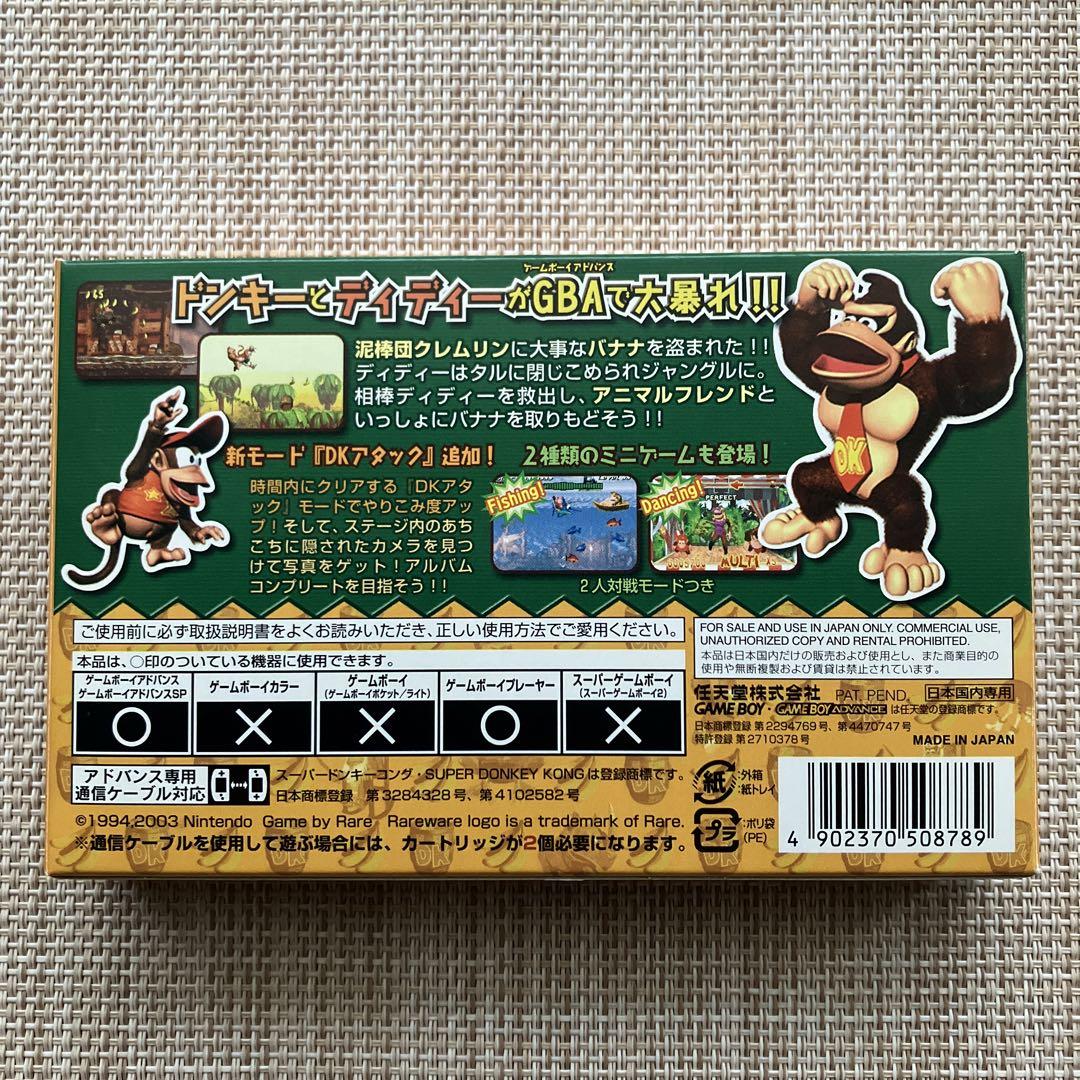 ゲームボーイアドバンス
ドンキーとディディーがGBAで大暴れ!!
泥棒団クレムリンに大事なバナナを盗まれた!!
ディディーはタルに閉じこめられジャングルに。
相棒ディディーを救出し、アニマルフレンドと
いっしょにバナナを取りもどそう!!
新モード『DKアタック』追加!
時間内にクリアする『DKアタ
ック』モードでやりこみ度アッ
プ!そして、ステージ内のあち
こちに隠されたカメラを見つ
けて写真をゲット!アルバム
コンプリートを目指そう!!
2種類のミニゲームも登場!
Fishing!
Dancing!
PERFECT
MULTI
2人対戦モードつき
DK
ご使用前に必ず取扱説明書をよくお読みいただき、正しい使用方法でご愛用ください。
本品は、○印のついている機器に使用できます。
ゲームボーイアドバンス
ゲームボーイアドバンスSP
○
ゲームボーイカラー
×
ゲームボーイ
(ゲームボーイポケット/ライト)
×
ゲームボーイプレーヤー
○
スーパーゲームボーイ
(スーパーゲームボーイ2)
×
アドバンス専用
通信ケーブル対応
スーパードンキーコング・SUPER DONKEY KONGは登録商標です。
日本商標登録 第3284328号、第4102582号
©1994,2003 Nintendo Game by Rare Rareware logo is a trademark of Rare.
※通信ケーブルを使用して遊ぶ場合には、カートリッジが2個必要になります。
FOR SALE AND USE IN JAPAN ONLY. COMMERCIAL USE,
UNAUTHORIZED COPY AND RENTAL PROHIBITED.
本品は日本国内だけの販売および使用とし、また商業目的の
使用や無断複製および賃貸は禁止されています。
任天堂株式会社 PAT. PEND. 日本国内専用
GAME BOY・GAME BOY ADVANCE は任天堂の登録商標です。
日本商標登録 第2294769号、第4470747号
特許登録 第2710378号
MADE IN JAPAN
紙
:外箱
:紙トレイ
プラ
:ポリ袋
(PE)
4 902370 508789